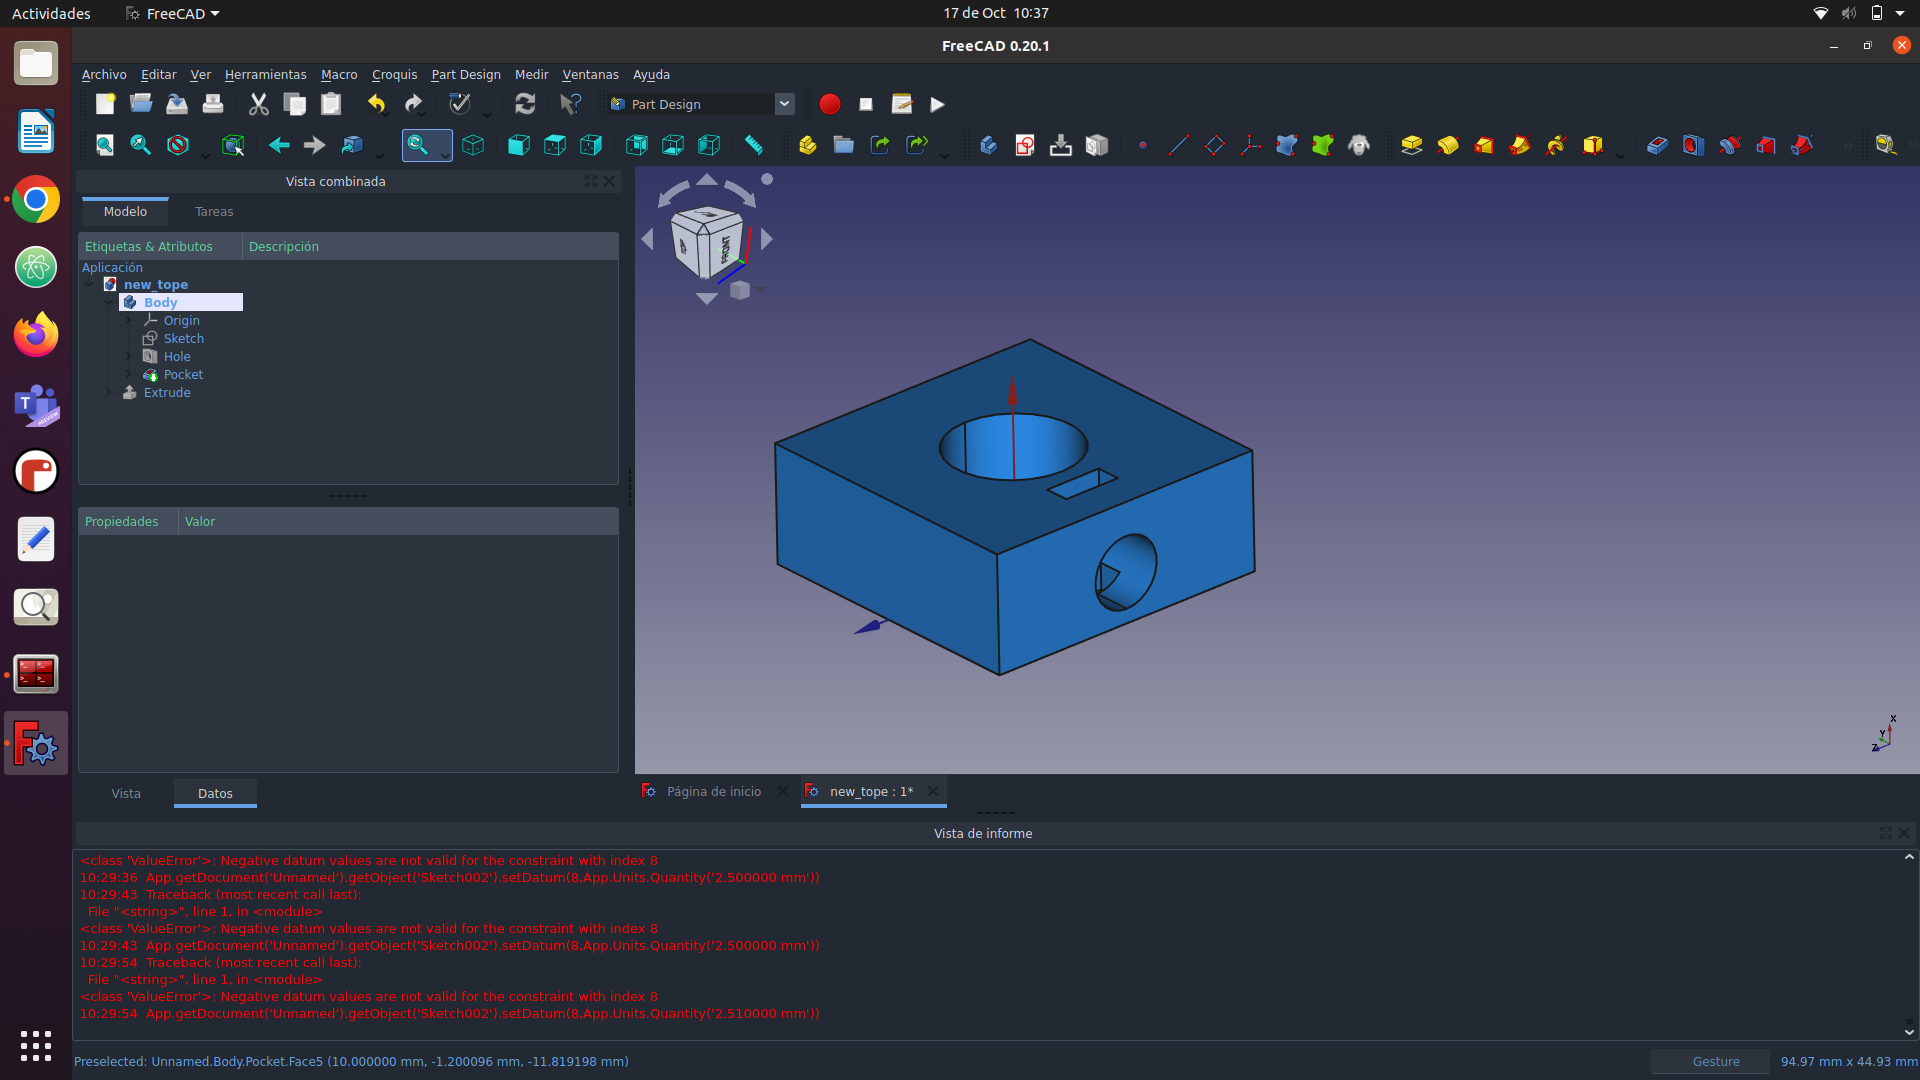 Actividades FreeCAD 17 de Oct 10:37
FreeCAD 0.20.1
Archivo Editar Ver Herramientas Macro Croquis Part Design Medir Ventanas Ayuda
Part Design
Vista combinada
Modelo Tareas
Etiquetas & Atributos Descripción
Aplicación
new_tope
Body
Origin
Sketch
Hole
Pocket
Extrude
Propiedades Valor
Vista Datos
FRONT
X
Y
Z
Página de inicio new_tope : 1*
Vista de informe
<class 'ValueError'>: Negative datum values are not valid for the constraint with index 8
10:29:36 App.getDocument('Unnamed').getObject('Sketch002').setDatum(8,App.Units.Quantity('2.500000 mm'))
10:29:43 Traceback (most recent call last):
File "<string>", line 1, in <module>
<class 'ValueError'>: Negative datum values are not valid for the constraint with index 8
10:29:43 App.getDocument('Unnamed').getObject('Sketch002').setDatum(8,App.Units.Quantity('2.500000 mm'))
10:29:54 Traceback (most recent call last):
File "<string>", line 1, in <module>
<class 'ValueError'>: Negative datum values are not valid for the constraint with index 8
10:29:54 App.getDocument('Unnamed').getObject('Sketch002').setDatum(8,App.Units.Quantity('2.510000 mm'))
Preselected: Unnamed.Body.Pocket.Face5 (10.000000 mm, -1.200096 mm, -11.819198 mm) Gesture 94.97 mm x 44.93 mm